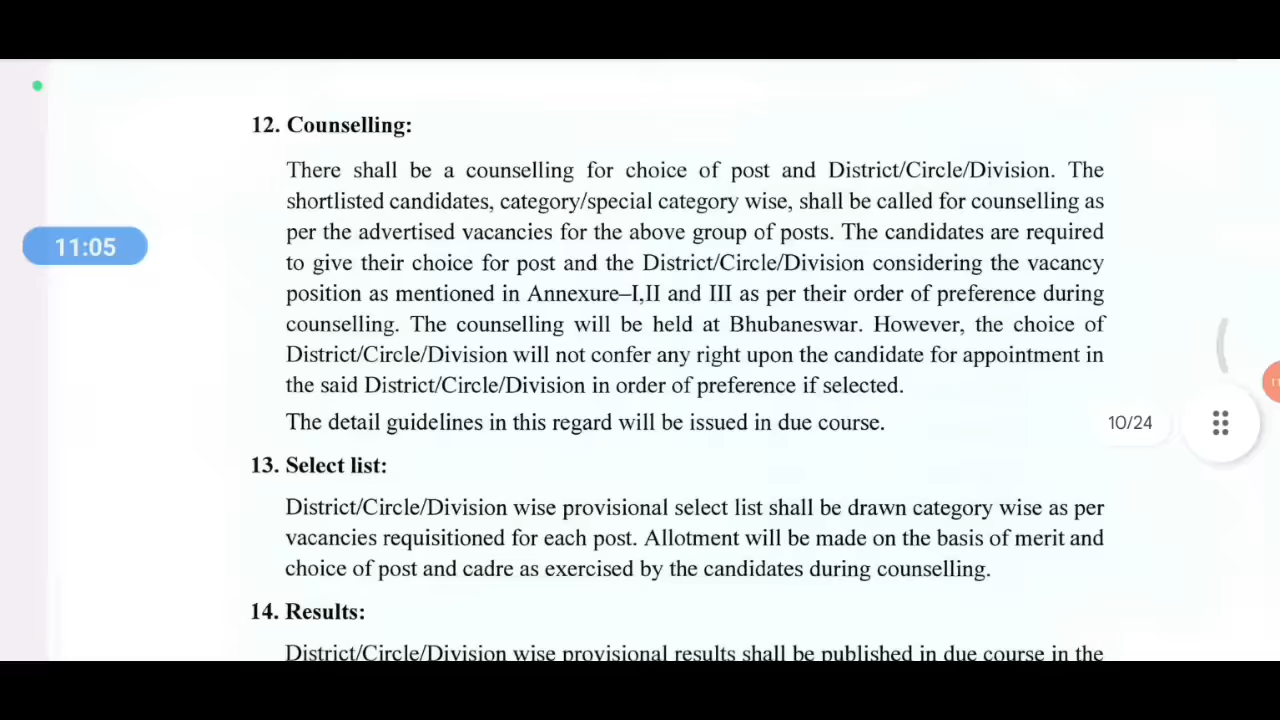 12. Counselling:
There shall be a counselling for choice of post and District/Circle/Division. The
shortlisted candidates, category/special category wise, shall be called for counselling as
per the advertised vacancies for the above group of posts. The candidates are required
to give their choice for post and the District/Circle/Division considering the vacancy
position as mentioned in Annexure–I,II and III as per their order of preference during
counselling. The counselling will be held at Bhubaneswar. However, the choice of
District/Circle/Division will not confer any right upon the candidate for appointment in
the said District/Circle/Division in order of preference if selected.
The detail guidelines in this regard will be issued in due course.
13. Select list:
District/Circle/Division wise provisional select list shall be drawn category wise as per
vacancies requisitioned for each post. Allotment will be made on the basis of merit and
choice of post and cadre as exercised by the candidates during counselling.
14. Results:
District/Circle/Division wise provisional results shall be published in due course in the
11:05
10/24